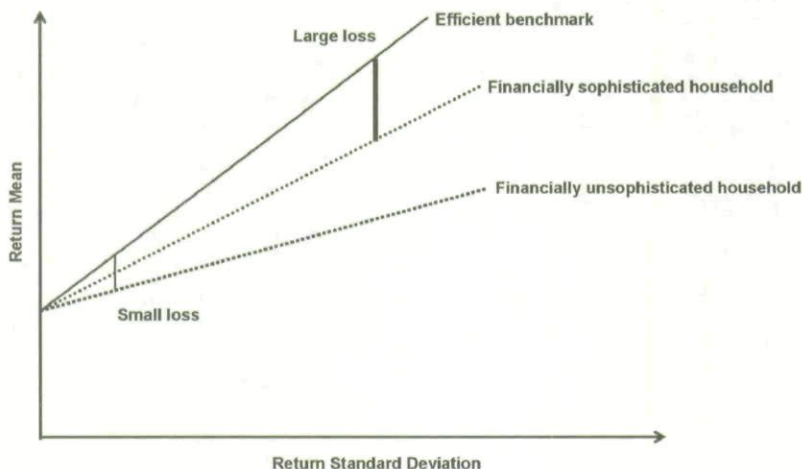 Efficient benchmark
Large loss
Financially sophisticated household
Financially unsophisticated household
Return Mean
Small loss
Return Standard Deviation